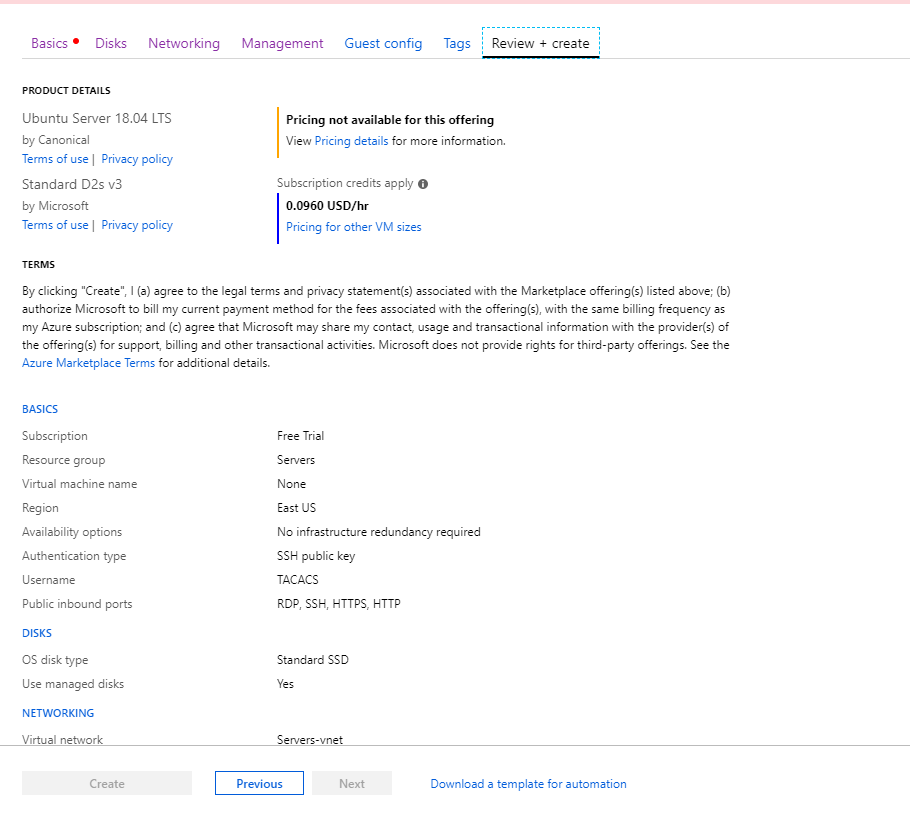 Basics Disks Networking Management Guest config Tags Review + create
PRODUCT DETAILS
Ubuntu Server 18.04 LTS
by Canonical
Terms of use | Privacy policy
Pricing not available for this offering
View Pricing details for more information.
Standard D2s v3
by Microsoft
Terms of use | Privacy policy
Subscription credits apply
0.0960 USD/hr
Pricing for other VM sizes
TERMS
By clicking "Create", I (a) agree to the legal terms and privacy statement(s) associated with the Marketplace offering(s) listed above; (b)
authorize Microsoft to bill my current payment method for the fees associated with the offering(s), with the same billing frequency as
my Azure subscription; and (c) agree that Microsoft may share my contact, usage and transactional information with the provider(s) of
the offering(s) for support, billing and other transactional activities. Microsoft does not provide rights for third-party offerings. See the
Azure Marketplace Terms for additional details.
BASICS
Subscription Free Trial
Resource group Servers
Virtual machine name None
Region East US
Availability options No infrastructure redundancy required
Authentication type SSH public key
Username TACACS
Public inbound ports RDP, SSH, HTTPS, HTTP
DISKS
OS disk type Standard SSD
Use managed disks Yes
NETWORKING
Virtual network Servers-vnet
Create Previous Next Download a template for automation